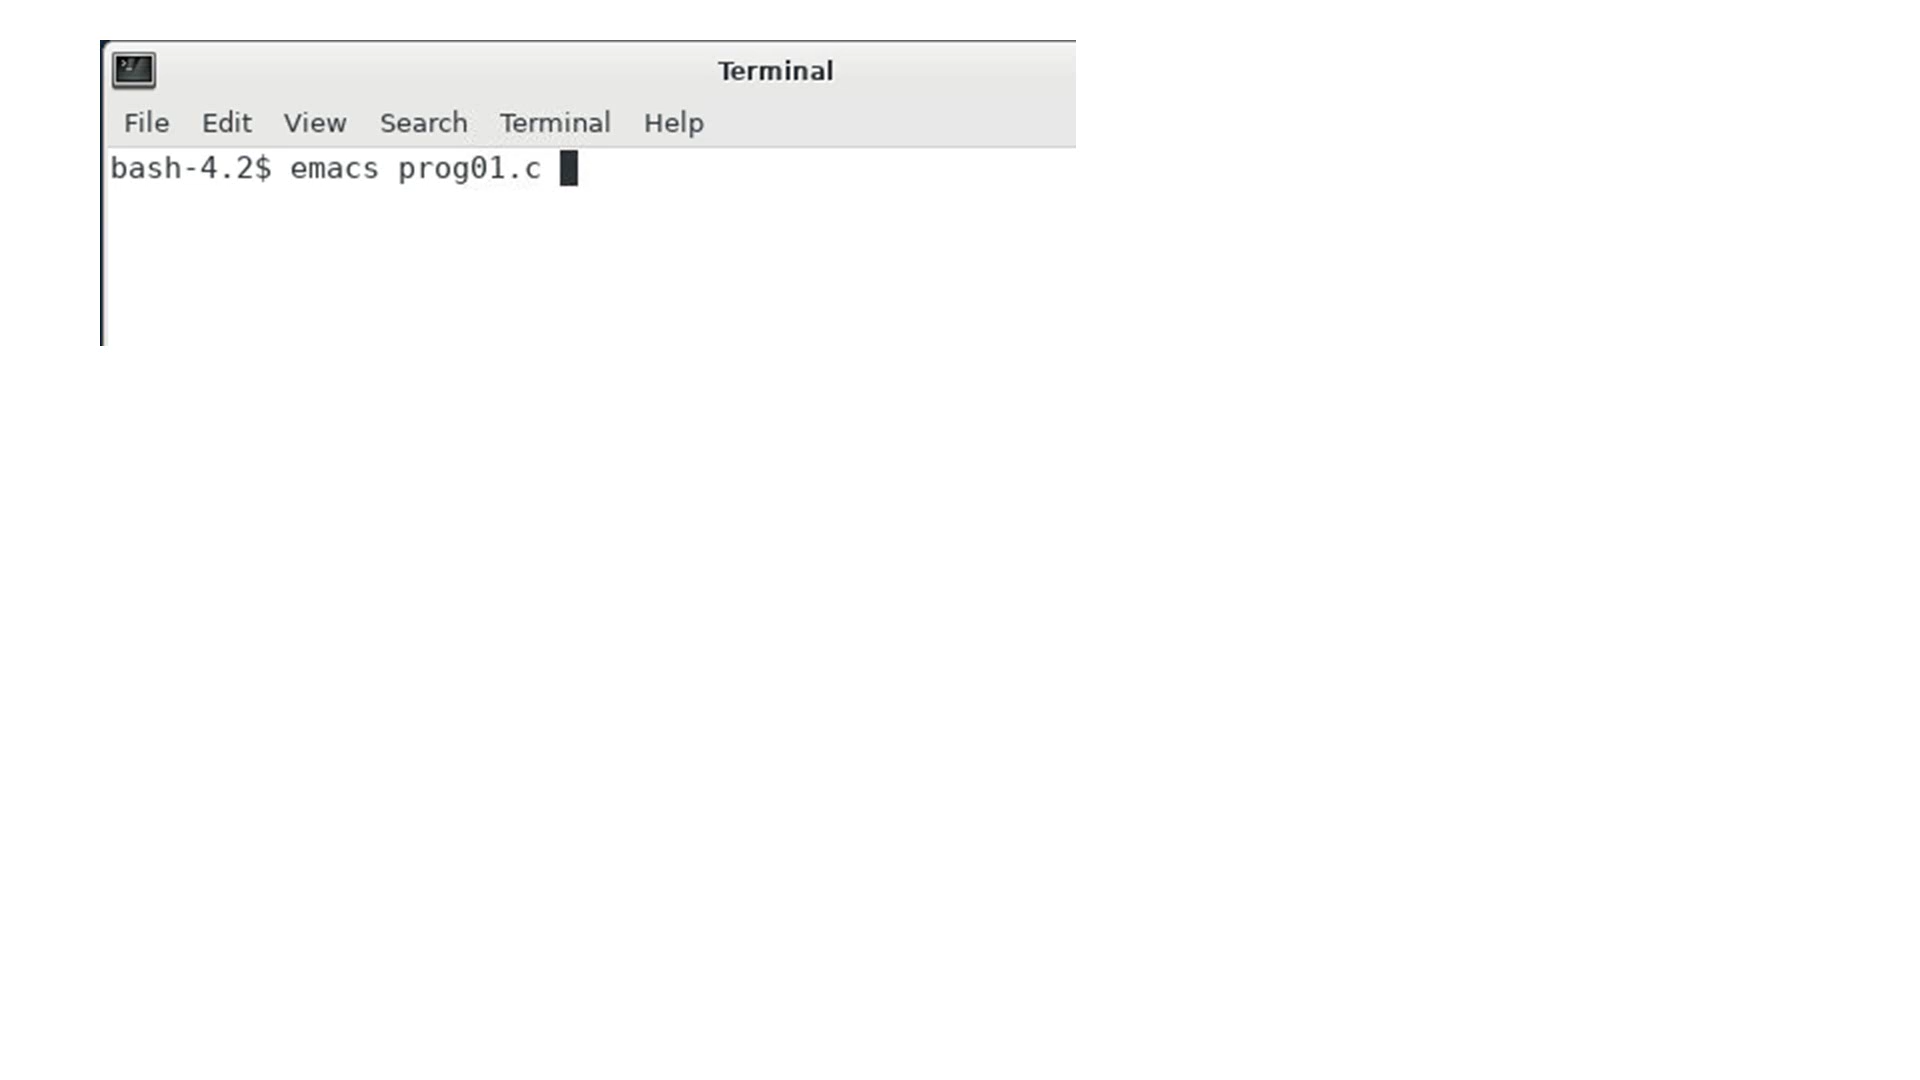 Terminal
File Edit View Search Terminal Help
bash-4.2$ emacs prog01.c